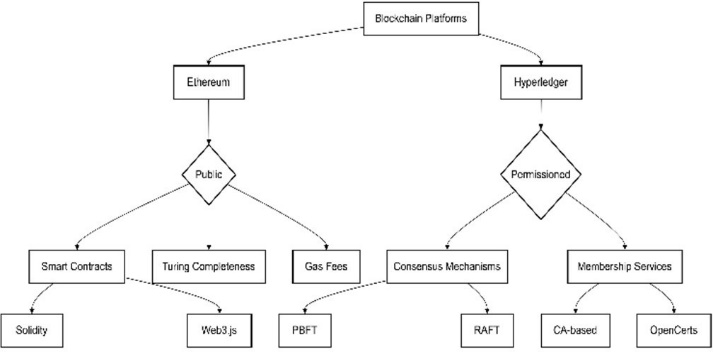 Blockchain Platforms
Ethereum
Hyperledger
Public
Permissioned
Smart Contracts
Turing Completeness
Gas Fees
Consensus Mechanisms
Membership Services
Solidity
Web3.js
PBFT
RAFT
CA-based
OpenCerts